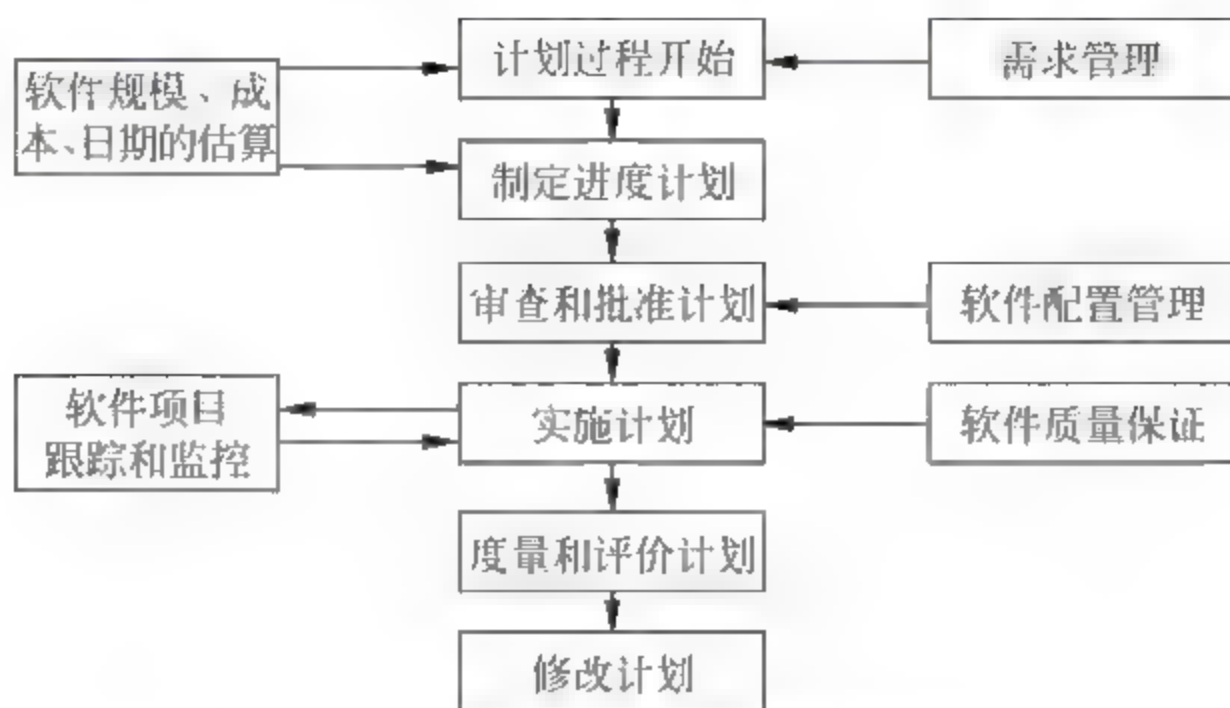 计划过程开始
需求管理
软件规模、成
本、日期的估算
制定进度计划
审查和批准计划
软件配置管理
软件项目
跟踪和监控
实施计划
软件质量保证
度量和评价计划
修改计划